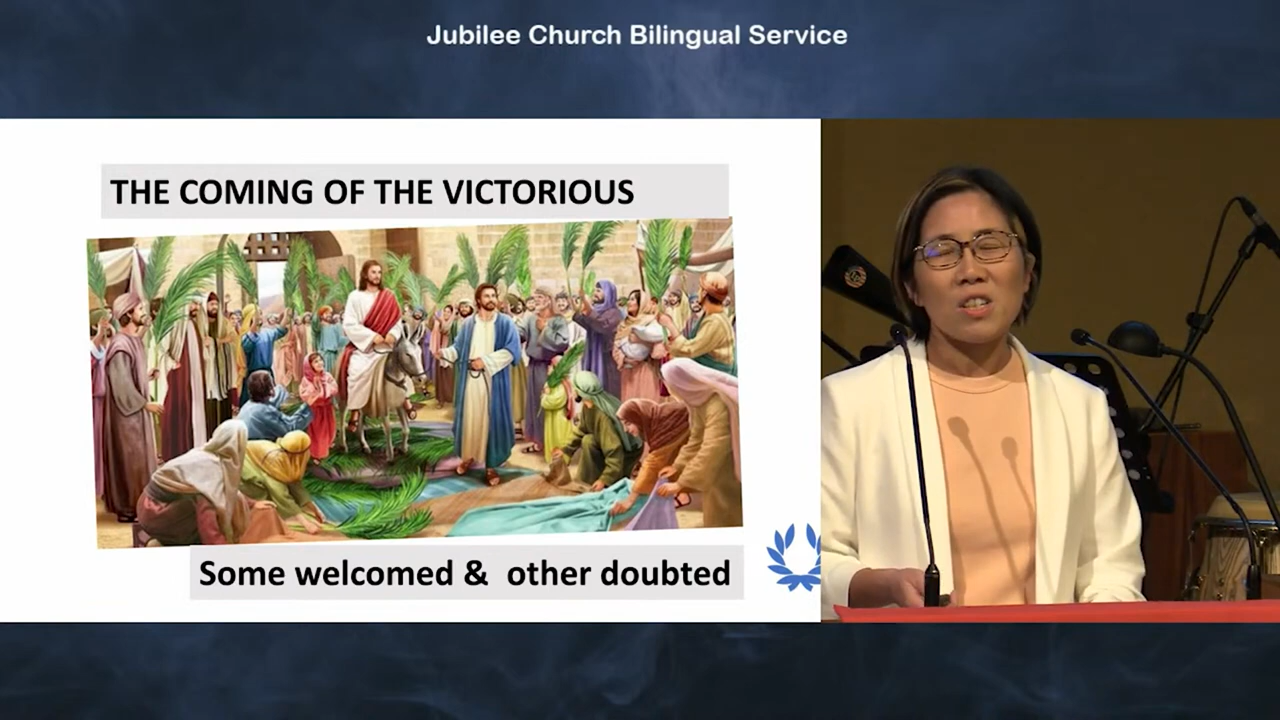 Jubilee Church Bilingual Service
THE COMING OF THE VICTORIOUS
Some welcomed & other doubted